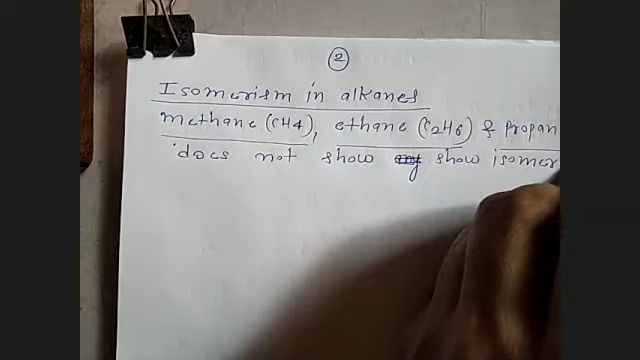 2
Isomerism in alkanes
methane (CH4), ethane (C2H6) & propan
does not show show isomer